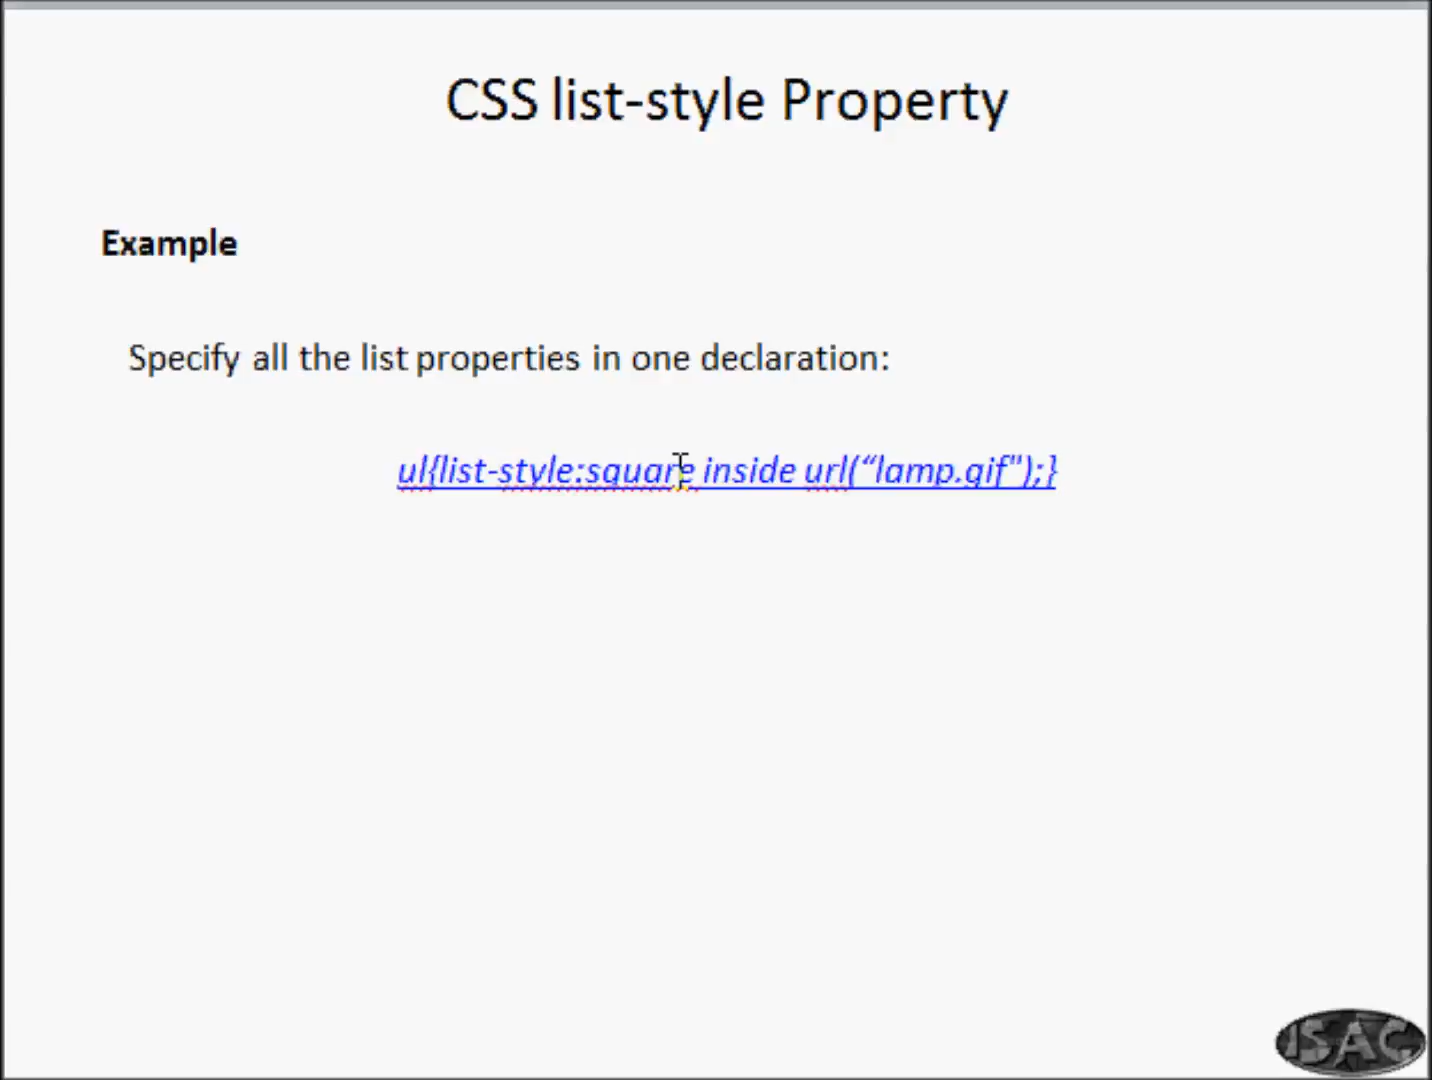 CSS list-style Property
Example
Specify all the list properties in one declaration:
ul{list-style:square inside url(“lamp.gif");}
ISAC